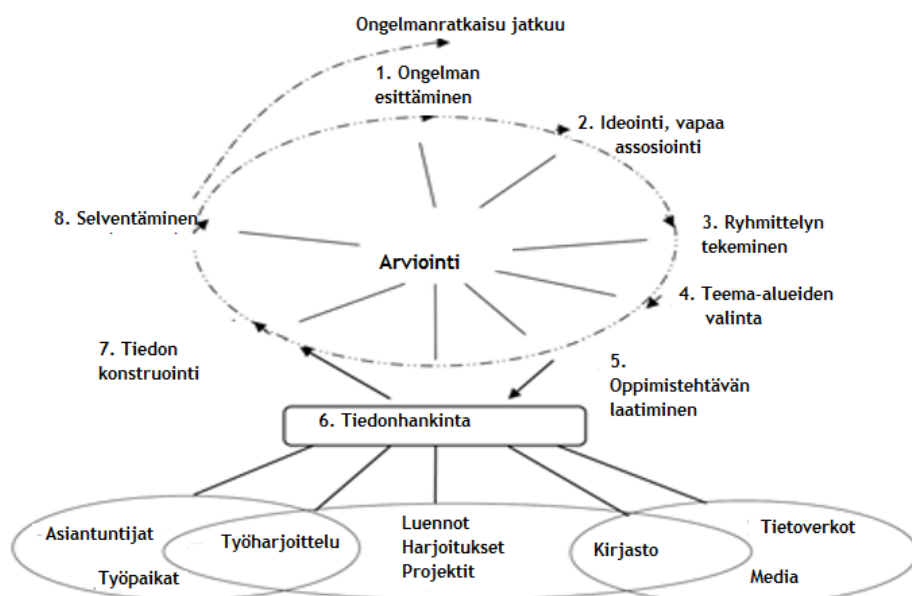 Ongelmanratkaisu jatkuu
1. Ongelman
esittäminen
2. Ideointi, vapaa
assosiointi
3. Ryhmittelyn
tekeminen
4. Teema-alueiden
valinta
5.
Oppimistehtävän
laatiminen
6. Tiedonhankinta
7. Tiedon
konstruointi
8. Selventäminen
Arviointi
Asiantuntijat
Työpaikat
Työharjoittelu
Luennot
Harjoitukset
Projektit
Kirjasto
Tietoverkot
Media